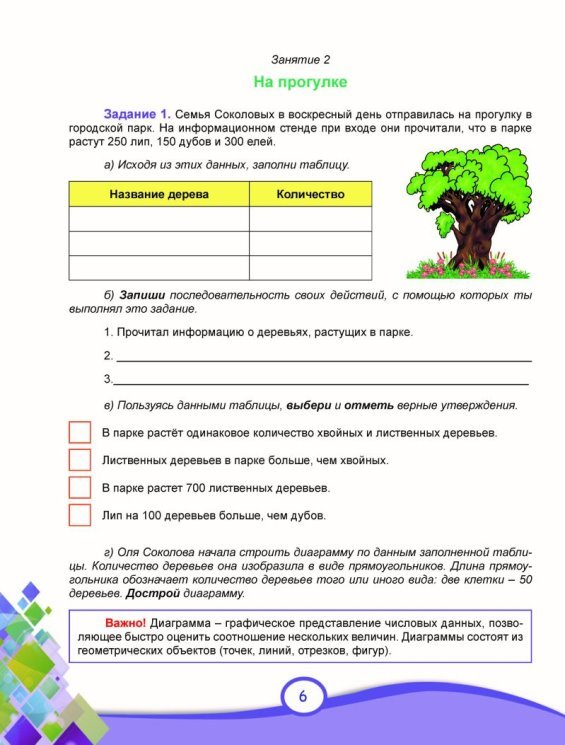 Занятие 2
На прогулке
Задание 1. Семья Соколовых в воскресный день отправилась на прогулку в
городской парк. На информационном стенде при входе они прочитали, что в парке
растут 250 лип, 150 дубов и 300 елей.
а) Исходя из этих данных, заполни таблицу.
Название дерева Количество
б) Запиши последовательность своих действий, с помощью которых ты
выполнял это задание.
1. Прочитал информацию о деревьях, растущих в парке.
2.
3.
в) Пользуясь данными таблицы, выбери и отметь верные утверждения.
В парке растёт одинаковое количество хвойных и лиственных деревьев.
Лиственных деревьев в парке больше, чем хвойных.
В парке растет 700 лиственных деревьев.
Лип на 100 деревьев больше, чем дубов.
г) Оля Соколова начала строить диаграмму по данным заполненной табли-
цы. Количество деревьев она изобразила в виде прямоугольников. Длина прямоу-
гольника обозначает количество деревьев того или иного вида: две клетки – 50
деревьев. Дострой диаграмму.
Важно! Диаграмма – графическое представление числовых данных, позво-
ляющее быстро оценить соотношение нескольких величин. Диаграммы состоят из
геометрических объектов (точек, линий, отрезков, фигур).
6